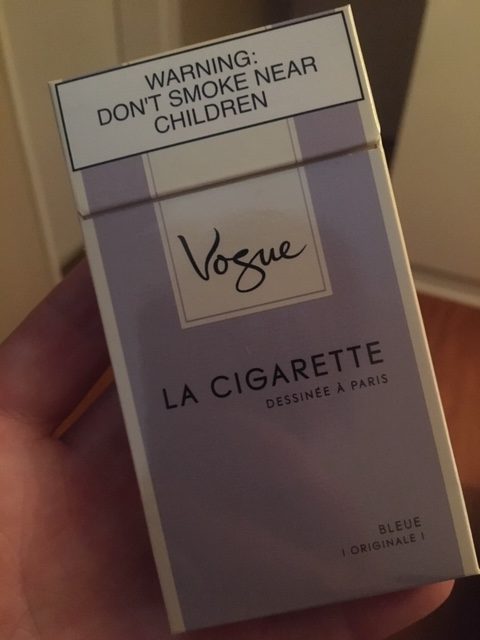 WARNING:
DON'T SMOKE NEAR
CHILDREN
Vogue
LA CIGARETTE
DESSINÉE À PARIS
BLEUE
I ORIGINALE I